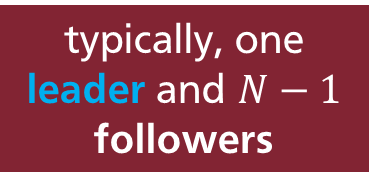 typically, one
leader and N − 1
followers